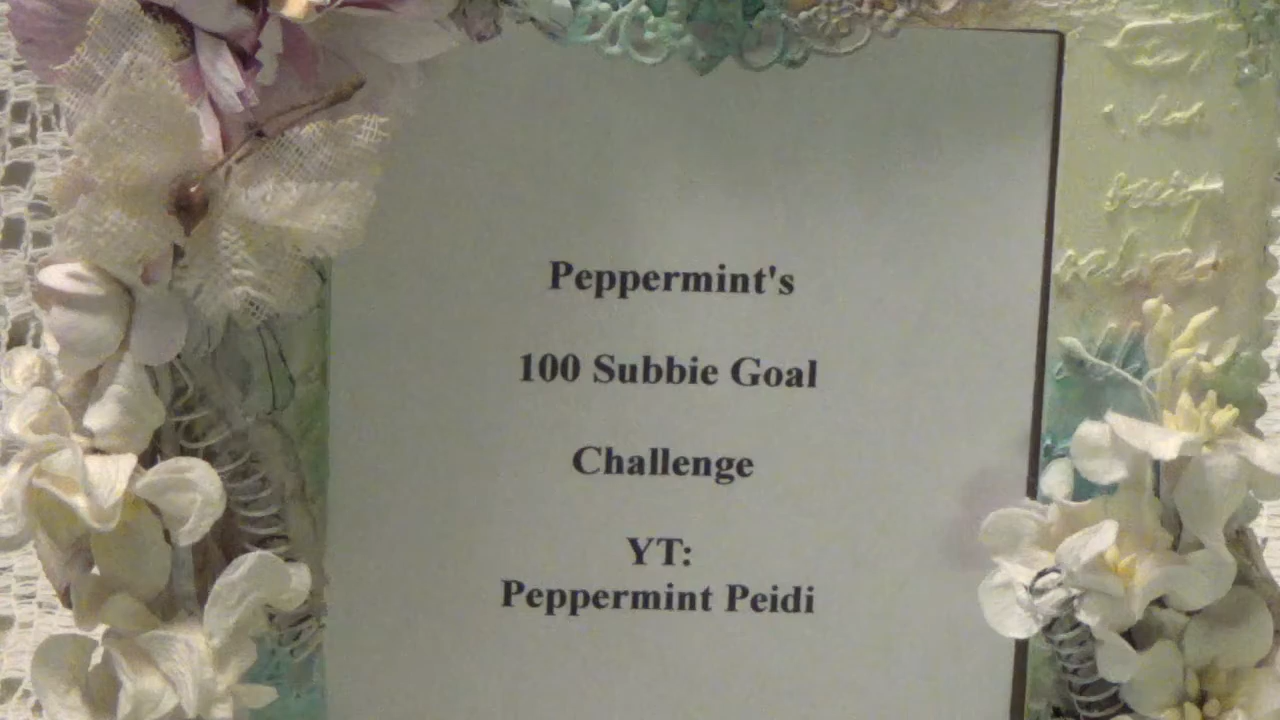 Peppermint's
100 Subbie Goal
Challenge
YT:
Peppermint Peidi